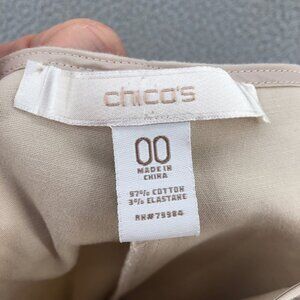 chico's
00
MADE IN
CHINA
97% COTTON
3% ELASTANE
RN#79984